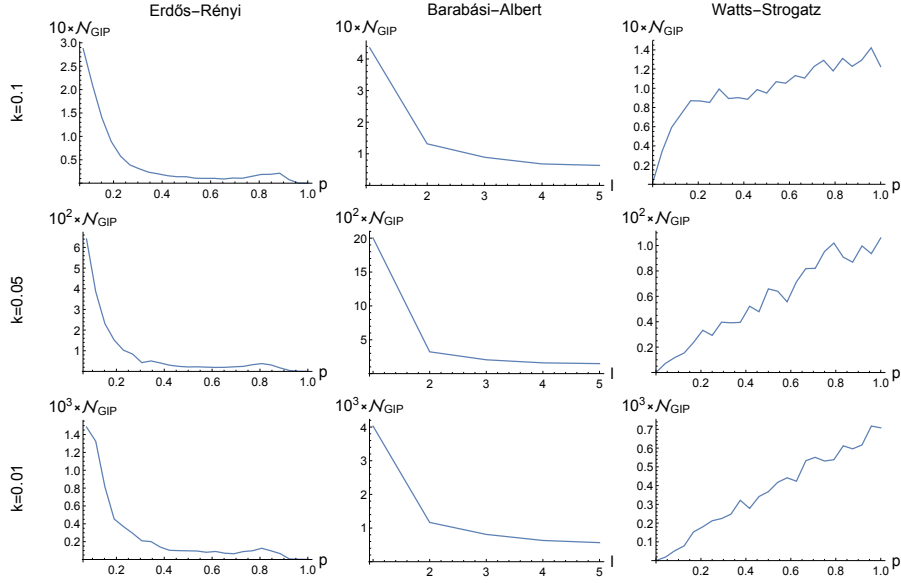 Erdős–Rényi
Barabási–Albert
Watts–Strogatz
k=0.1
10× 𝒩GIP
3.0
2.5
2.0
1.5
1.0
0.5
0.2 0.4 0.6 0.8 1.0 p
10× 𝒩GIP
4
3
2
1
2 3 4 5 l
10× 𝒩GIP
1.4
1.2
1.0
0.8
0.6
0.4
0.2
0.0 0.2 0.4 0.6 0.8 1.0 p
k=0.05
10² × 𝒩GIP
6
5
4
3
2
1
0.2 0.4 0.6 0.8 1.0 p
10² × 𝒩GIP
20
15
10
5
2 3 4 5 l
10² × 𝒩GIP
1.0
0.8
0.6
0.4
0.2
0.0 0.2 0.4 0.6 0.8 1.0 p
k=0.01
10³ × 𝒩GIP
1.4
1.2
1.0
0.8
0.6
0.4
0.2
0.2 0.4 0.6 0.8 1.0 p
10³ × 𝒩GIP
4
3
2
1
2 3 4 5 l
10³ × 𝒩GIP
0.7
0.6
0.5
0.4
0.3
0.2
0.1
0.0 0.2 0.4 0.6 0.8 1.0 p